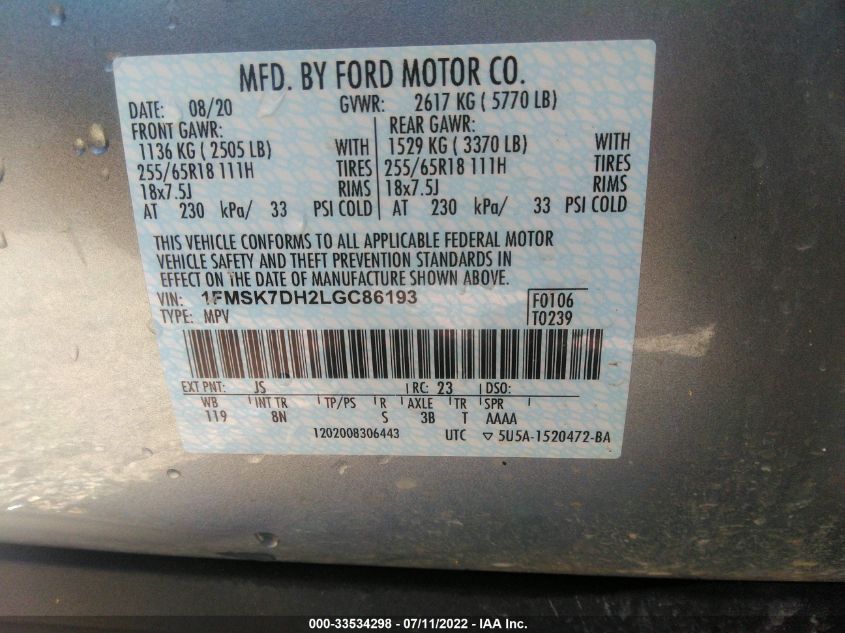 MFD. BY FORD MOTOR CO.
DATE: 08/20 GVWR: 2617 KG ( 5770 LB)
FRONT GAWR: REAR GAWR:
1136 KG ( 2505 LB) WITH 1529 KG ( 3370 LB) WITH
255/65R18 111H TIRES 255/65R18 111H TIRES
18x7.5J RIMS 18x7.5J RIMS
AT 230 kPa/ 33 PSI COLD AT 230 kPa/ 33 PSI COLD
THIS VEHICLE CONFORMS TO ALL APPLICABLE FEDERAL MOTOR
VEHICLE SAFETY AND THEFT PREVENTION STANDARDS IN
EFFECT ON THE DATE OF MANUFACTURE SHOWN ABOVE.
VIN: 1FMSK7DH2LGC86193 F0106
TYPE: MPV T0239
EXT PNT: JS RC: 23 DSO:
WB INT TR TP/PS R AXLE TR SPR
119 8N S 3B T AAAA
1202008306443 UTC ▽ 5U5A-1520472-BA
000-33534298 - 07/11/2022 - IAA Inc.